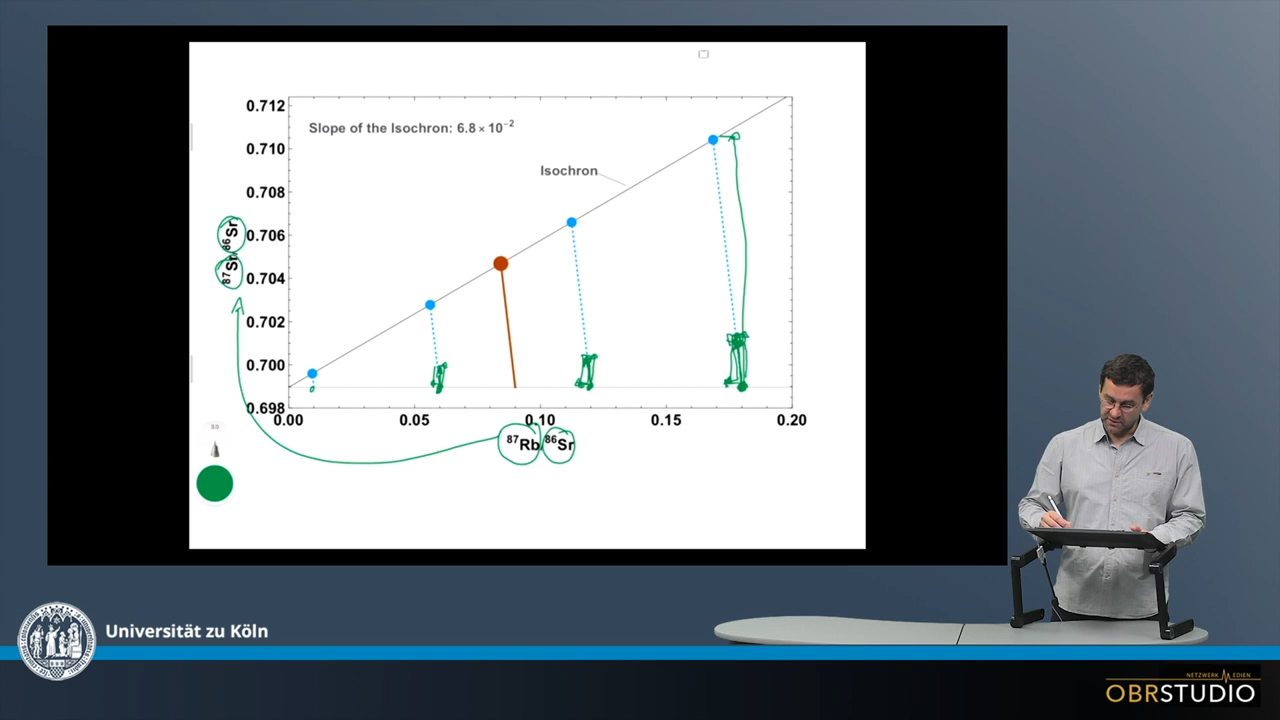 0.712
Slope of the Isochron: 6.8 × 10⁻²
0.710
Isochron
0.708
0.706
0.704
0.702
0.700
0.698
⁸⁷Sr/⁸⁶Sr
0.00 0.05 0.10 0.15 0.20
⁸⁷Rb/⁸⁶Sr
50
Universität zu Köln
NETZWERK MEDIEN
OBRSTUDIO